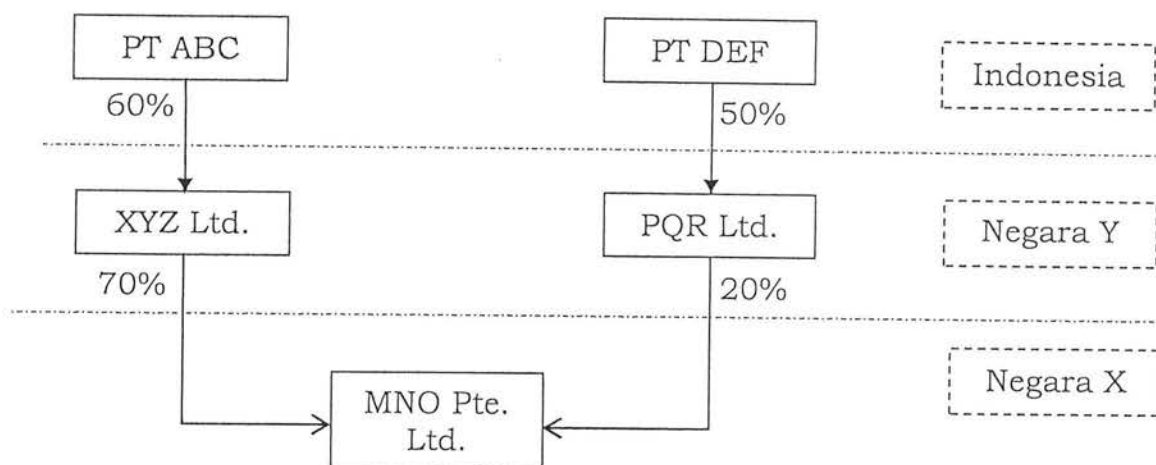 PT ABC
PT DEF
Indonesia
60%
50%
XYZ Ltd.
PQR Ltd.
Negara Y
70%
20%
MNO Pte.
Ltd.
Negara X